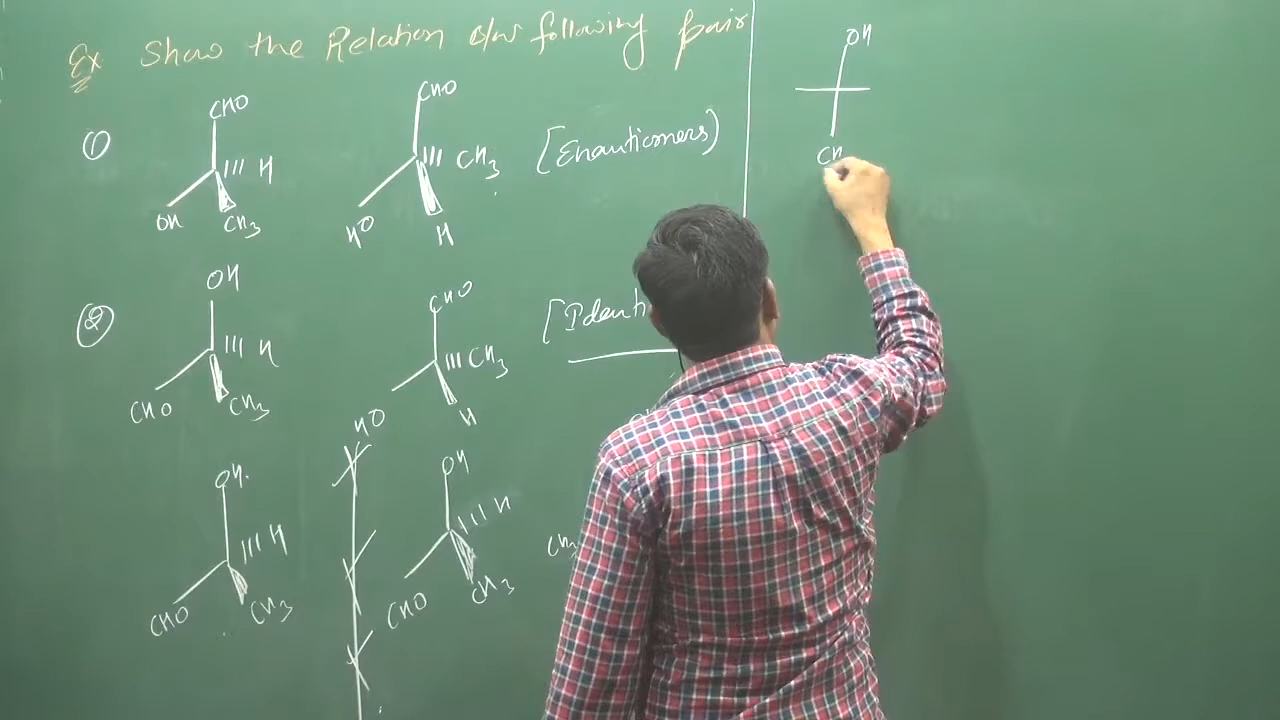 Ex Show the Relation b/w following pair
① CHO H CH3 OH
CHO CH3 H HO
[Enantiomers)
② OH H CH3 CHO
CHO CH3 H HO
[Identi
OH H CH3 CHO
OH H CH3 CHO
CH3
OH
CH